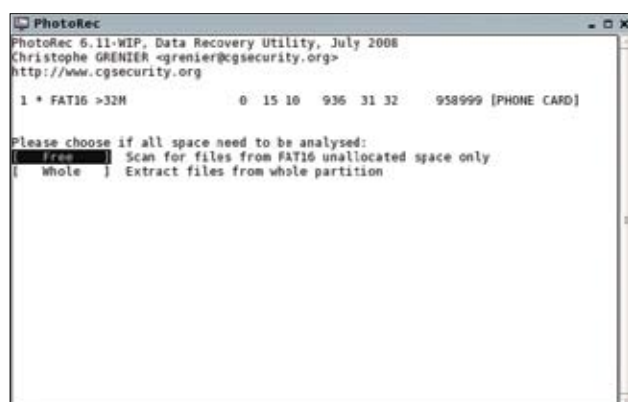 PhotoRec
PhotoRec 6.11-WIP, Data Recovery Utility, July 2008
Christophe GRENIER <grenier@cgsecurity.org>
http://www.cgsecurity.org
1 * FAT16 >32M 0 15 10 936 31 32 958999 [PHONE CARD]
Please choose if all space need to be analysed:
[ Free ] Scan for files from FAT16 unallocated space only
[ Whole ] Extract files from whole partition